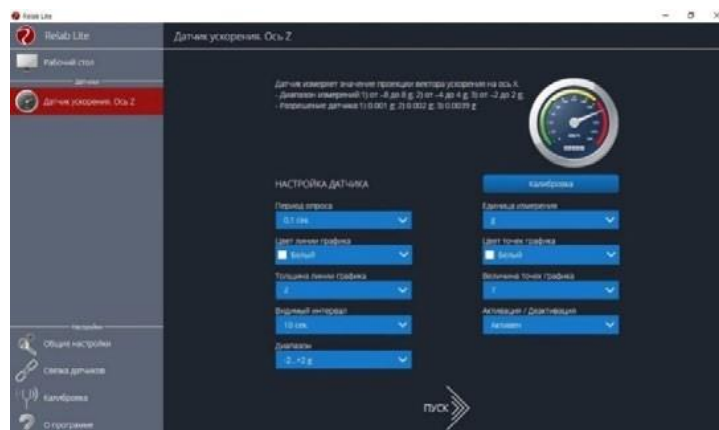 Relab Lite
Relab Lite
Датчик ускорения. Ось Z
Рабочий стол
Датчики
Датчик ускорения. Ось Z
Датчик измеряет значение проекции вектора ускорения на ось X.
- Диапазон измерений: 1) от -8 до 8 g; 2) от -4 до 4 g; 3) от -2 до 2 g;
- Разрешение датчика: 1) 0.001 g; 2) 0.002 g; 3) 0.0039 g
НАСТРОЙКА ДАТЧИКА
Калибровка
Период опроса
Единица измерения
0,1 сек.
g
Цвет линии графика
Цвет точек графика
Белый
Белый
Толщина линии графика
Величина точек графика
2
7
Видимый интервал
Активация / Деактивация
10 сек.
Активен
Диапазон
-2...+2 g
Настройки
Общие настройки
Связка датчиков
Калибровка
О программе
ПУСК